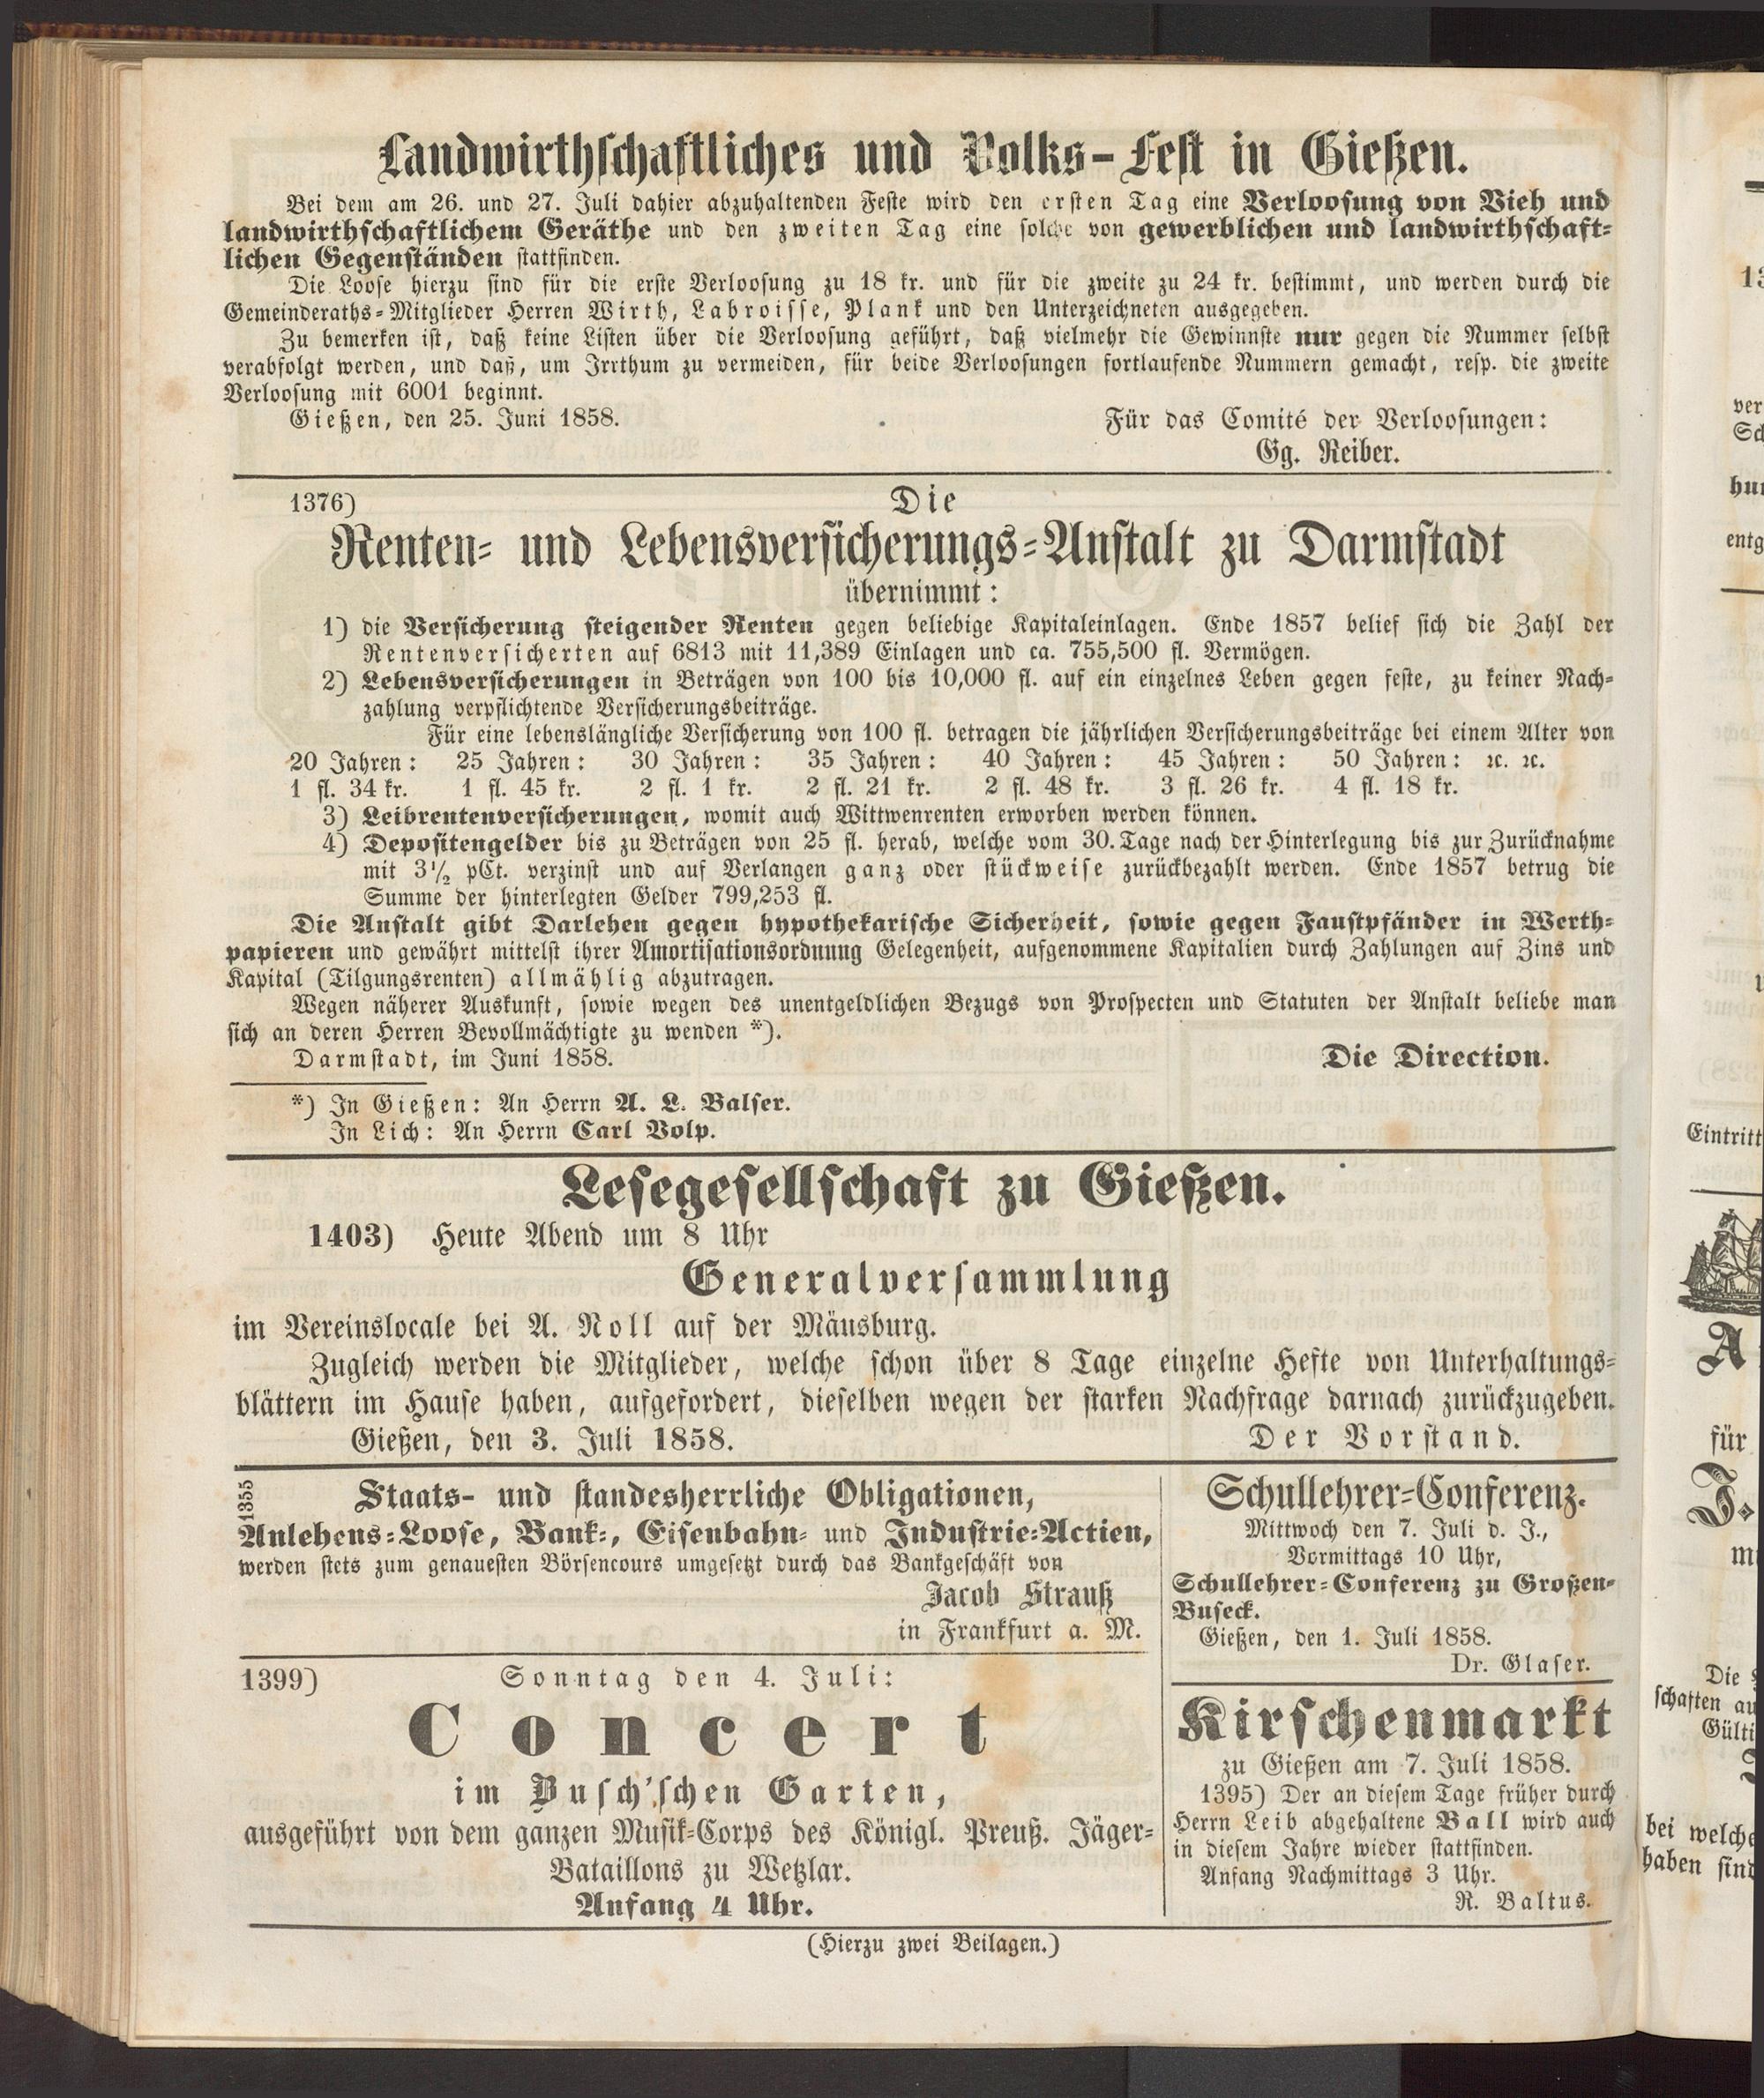 Landwirthschaftliches und Volks-Fest in Gießen.
Bei dem am 26. und 27. Juli dahier abzuhaltenden Feste wird den ersten Tag eine Verloosung von Vieh und
landwirthschaftlichem Geräthe und den zweiten Tag eine solche von gewerblichen und landwirthschaft-
lichen Gegenständen stattfinden.
Die Loose hierzu sind für die erste Verloosung zu 18 kr. und für die zweite zu 24 kr. bestimmt, und werden durch die
Gemeinderaths-Mitglieder Herren Wirth, Labroisse, Plank und den Unterzeichneten ausgegeben.
Zu bemerken ist, daß keine Listen über die Verloosung geführt, daß vielmehr die Gewinnste nur gegen die Nummer selbst
verabfolgt werden, und daß, um Irrthum zu vermeiden, für beide Verloosungen fortlaufende Nummern gemacht, resp. die zweite
Verloosung mit 6001 beginnt.
Gießen, den 25. Juni 1858.
Für das Comité der Verloosungen:
Gg. Reiber.
1376) Die
Renten- und Lebensversicherungs-Anstalt zu Darmstadt
übernimmt:
1) die Versicherung steigender Renten gegen beliebige Kapitaleinlagen. Ende 1857 belief sich die Zahl der
Rentenversicherten auf 6813 mit 11,389 Einlagen und ca. 755,500 fl. Vermögen.
2) Lebensversicherungen in Beträgen von 100 bis 10,000 fl. auf ein einzelnes Leben gegen feste, zu keiner Nach-
zahlung verpflichtende Versicherungsbeiträge.
Für eine lebenslängliche Versicherung von 100 fl. betragen die jährlichen Versicherungsbeiträge bei einem Alter von
20 Jahren: 25 Jahren: 30 Jahren: 35 Jahren: 40 Jahren: 45 Jahren: 50 Jahren: ꝛc. ꝛc.
1 fl. 34 kr. 1 fl. 45 kr. 2 fl. 1 kr. 2 fl. 21 kr. 2 fl. 48 kr. 3 fl. 26 kr. 4 fl. 18 kr.
3) Leibrentenversicherungen, womit auch Wittwenrenten erworben werden können.
4) Depositengelder bis zu Beträgen von 25 fl. herab, welche vom 30. Tage nach der Hinterlegung bis zur Zurücknahme
mit 3½ pCt. verzinst und auf Verlangen ganz oder stückweise zurückbezahlt werden. Ende 1857 betrug die
Summe der hinterlegten Gelder 799,253 fl.
Die Anstalt gibt Darlehen gegen hypothekarische Sicherheit, sowie gegen Faustpfänder in Werth-
papieren und gewährt mittelst ihrer Amortisationsordnung Gelegenheit, aufgenommene Kapitalien durch Zahlungen auf Zins und
Kapital (Tilgungsrenten) allmählig abzutragen.
Wegen näherer Auskunft, sowie wegen des unentgeldlichen Bezugs von Prospecten und Statuten der Anstalt beliebe man
sich an deren Herren Bevollmächtigte zu wenden *).
Darmstadt, im Juni 1858.
Die Direction.
*) In Gießen: An Herrn A. L. Balser.
In Lich: An Herrn Carl Volp.
Lesegesellschaft zu Gießen.
1403) Heute Abend um 8 Uhr
Generalversammlung
im Vereinslocale bei A. Noll auf der Mäusburg.
Zugleich werden die Mitglieder, welche schon über 8 Tage einzelne Hefte von Unterhaltungs-
blättern im Hause haben, aufgefordert, dieselben wegen der starken Nachfrage darnach zurückzugeben.
Gießen, den 3. Juli 1858.
Der Vorstand.
1355
Staats- und standesherrliche Obligationen,
Anlehens-Loose, Bank-, Eisenbahn- und Industrie-Actien,
werden stets zum genauesten Börsencours umgesetzt durch das Bankgeschäft von
Jacob Strauß
in Frankfurt a. M.
1399) Sonntag den 4. Juli:
Concert
im Busch'schen Garten,
ausgeführt von dem ganzen Musik-Corps des Königl. Preuß. Jäger-
Bataillons zu Wetzlar.
Anfang 4 Uhr.
Schullehrer-Conferenz.
Mittwoch den 7. Juli d. J.,
Vormittags 10 Uhr,
Schullehrer-Conferenz zu Großen-
Buseck.
Gießen, den 1. Juli 1858.
Dr. Glaser.
Kirschenmarkt
zu Gießen am 7. Juli 1858.
1395) Der an diesem Tage früher durch
Herrn Leib abgehaltene Ball wird auch
in diesem Jahre wieder stattfinden.
Anfang Nachmittags 3 Uhr.
R. Baltus.
(Hierzu zwei Beilagen.)
Eintritt
A
für
J.
Die
schaften
bei welche
haben sind